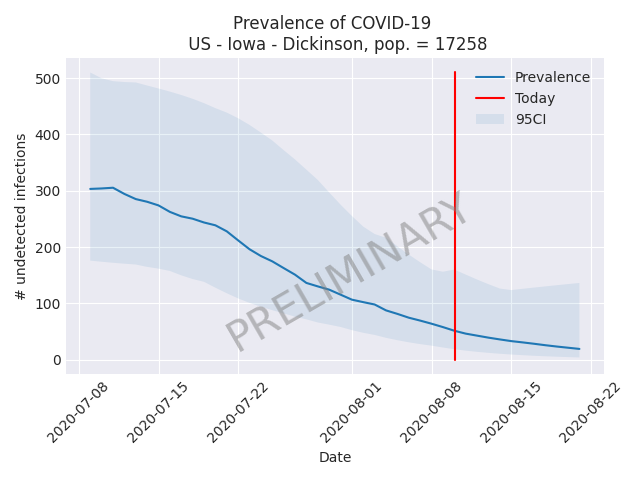 Prevalence of COVID-19
US - Iowa - Dickinson, pop. = 17258
# undetected infections
500
400
300
200
100
0
Prevalence
Today
95CI
PRELIMINARY
2020-07-08
2020-07-15
2020-07-22
2020-08-01
2020-08-08
2020-08-15
2020-08-22
Date